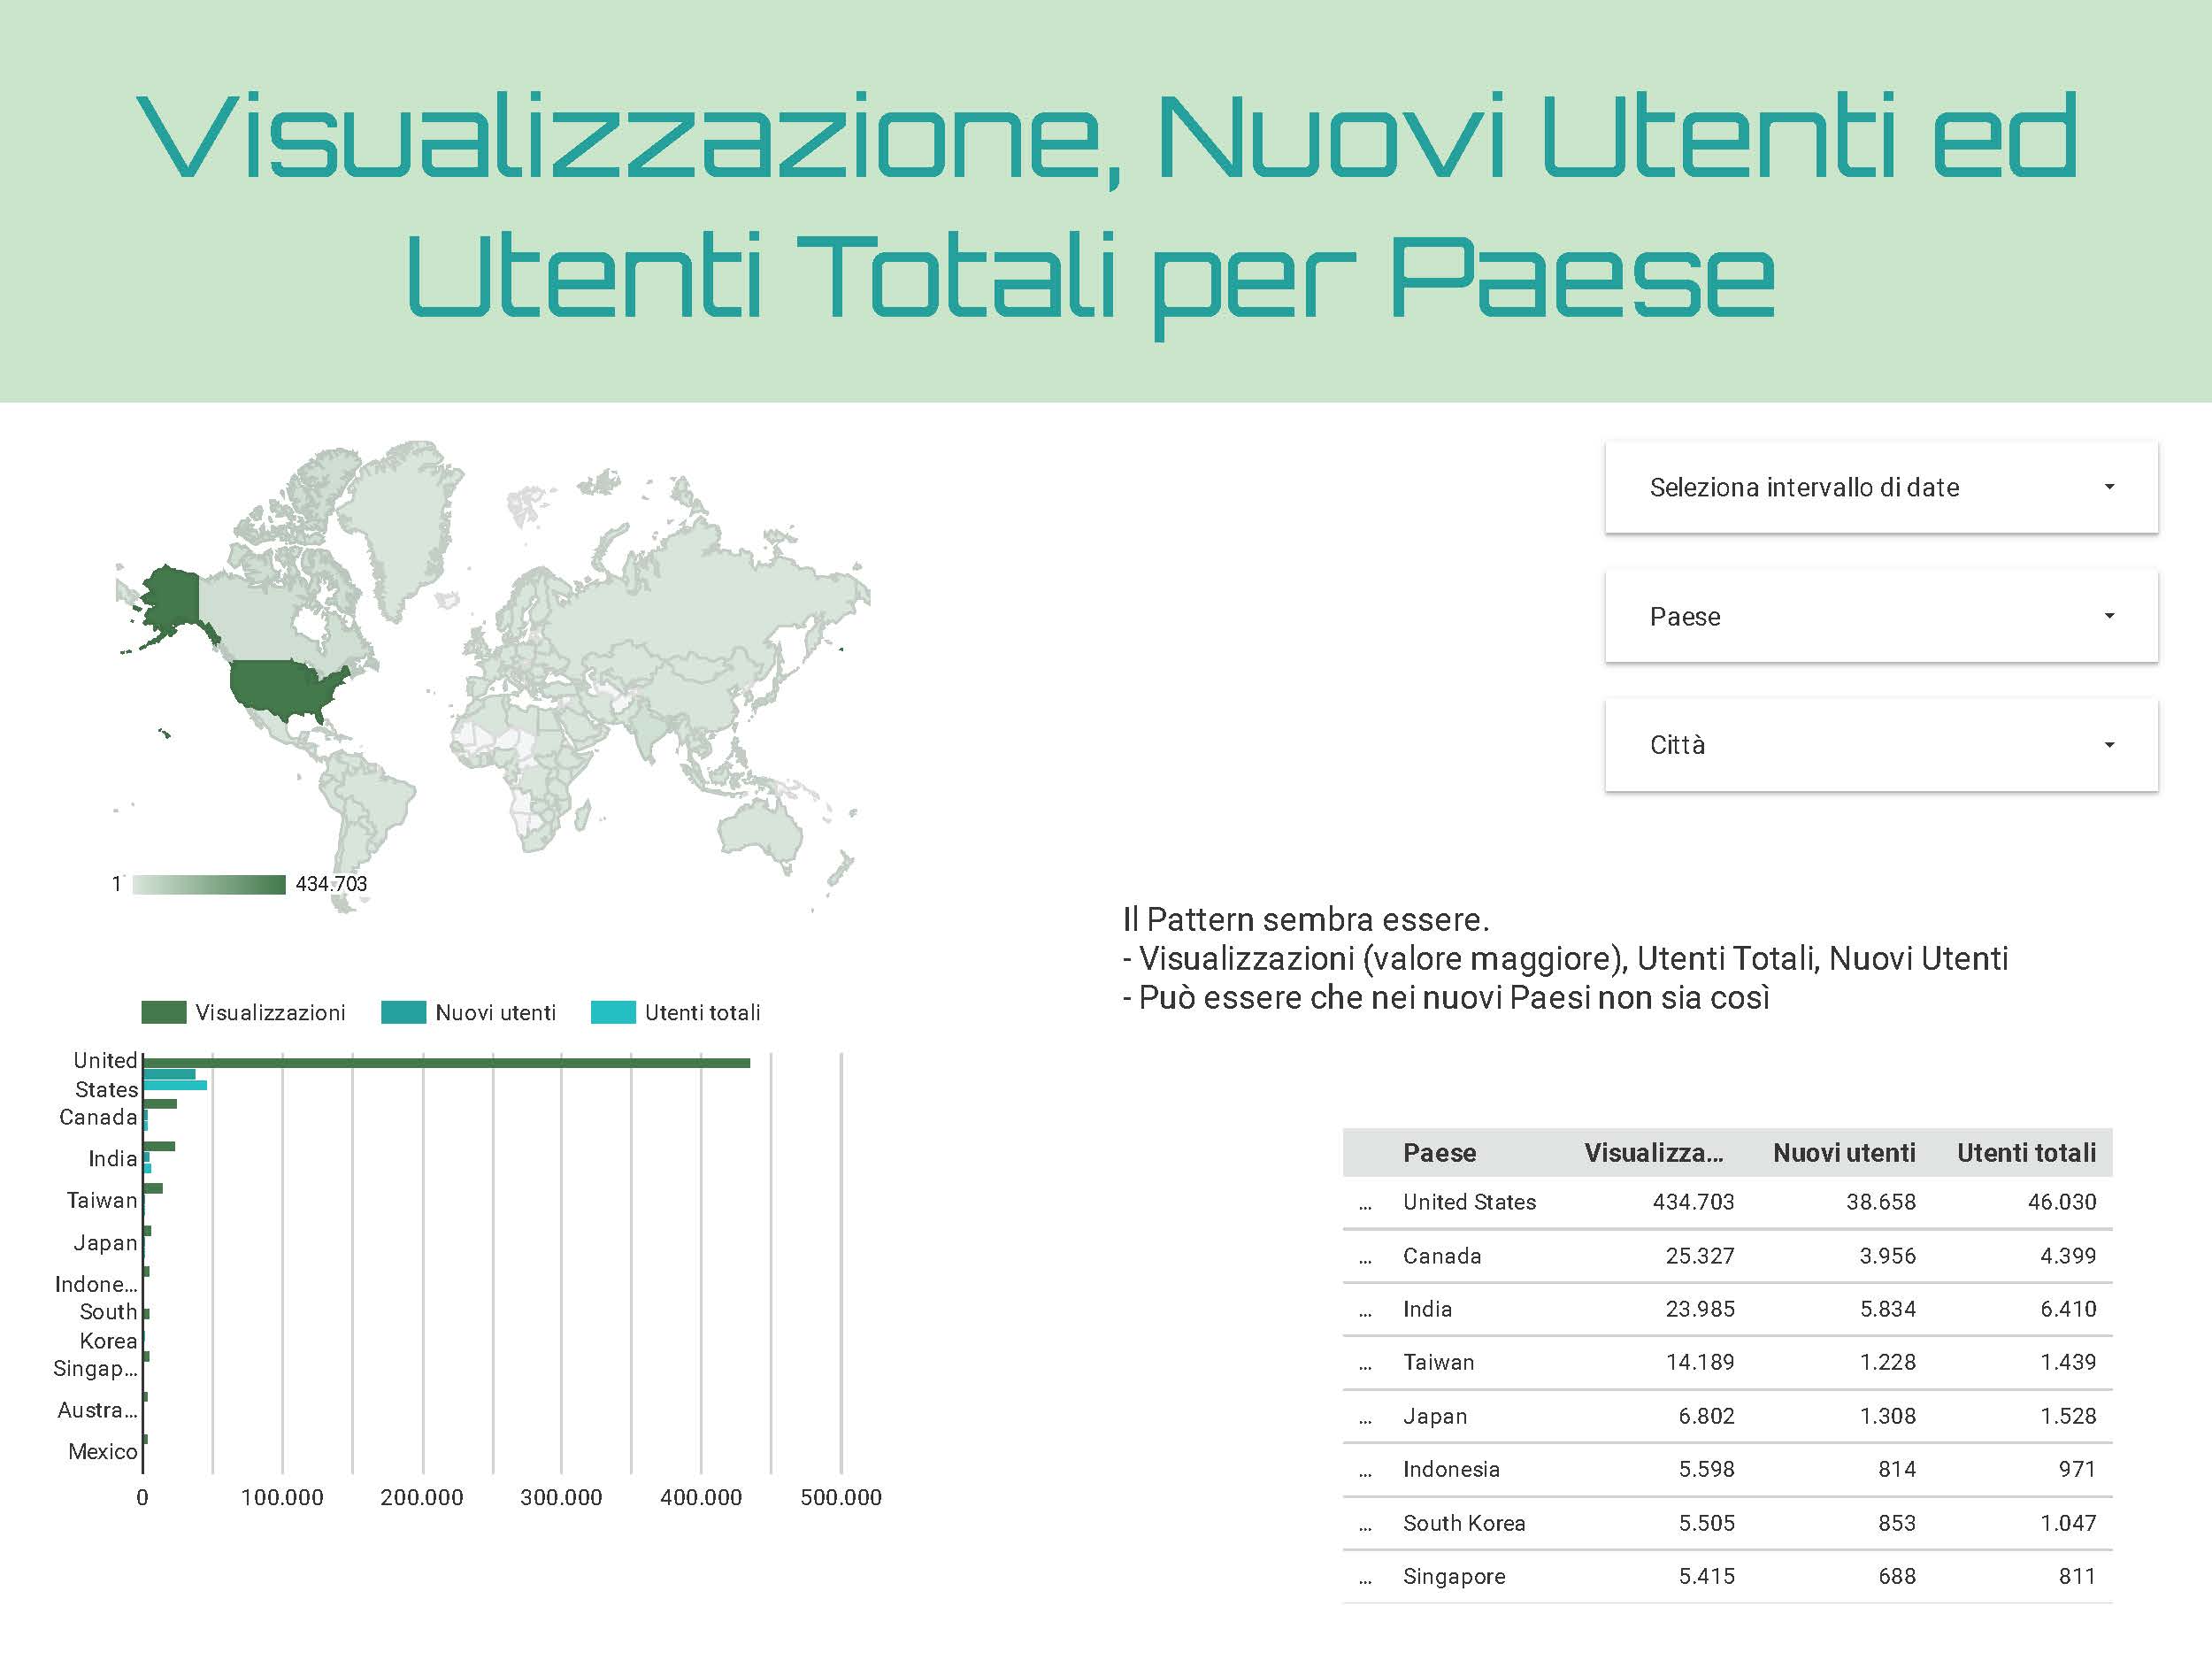 Visualizzazione, Nuovi Utenti ed
Utenti Totali per Paese
1
434.703
Seleziona intervallo di date
Paese
Città
Il Pattern sembra essere.
- Visualizzazioni (valore maggiore), Utenti Totali, Nuovi Utenti
- Può essere che nei nuovi Paesi non sia così
Visualizzazioni Nuovi utenti Utenti totali
United
States
Canada
India
Taiwan
Japan
Indone...
South
Korea
Singap...
Austra...
Mexico
0 100.000 200.000 300.000 400.000 500.000
Paese Visualizza... Nuovi utenti Utenti totali
... United States 434.703 38.658 46.030
... Canada 25.327 3.956 4.399
... India 23.985 5.834 6.410
... Taiwan 14.189 1.228 1.439
... Japan 6.802 1.308 1.528
... Indonesia 5.598 814 971
... South Korea 5.505 853 1.047
... Singapore 5.415 688 811